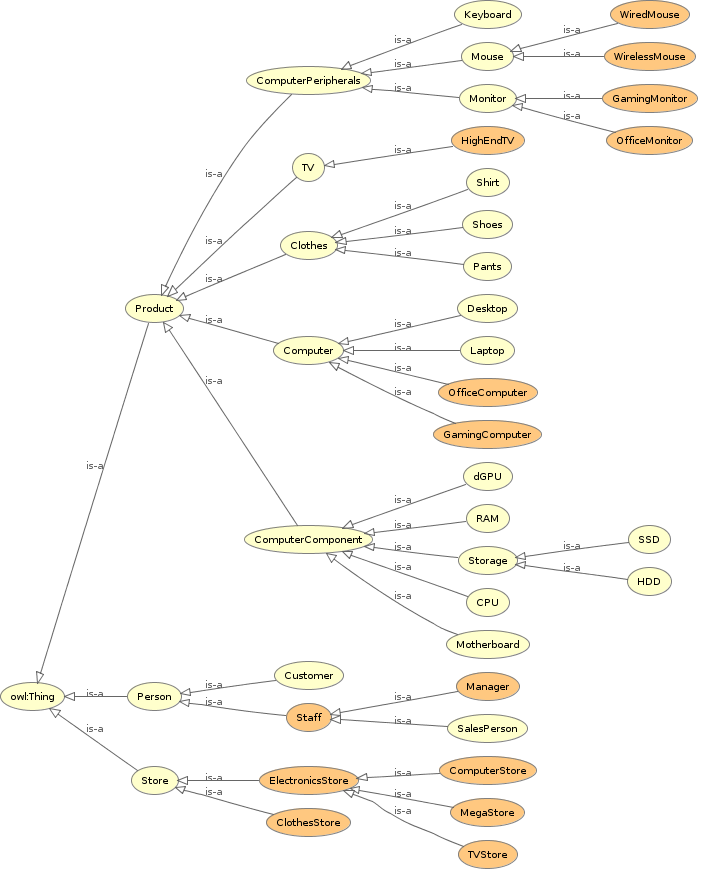 Keyboard
WiredMouse
is-a
is-a
Mouse
is-a
WirelessMouse
is-a
ComputerPeripherals
is-a
Monitor
is-a
GamingMonitor
is-a
OfficeMonitor
HighEndTV
is-a
TV
is-a
Shirt
is-a
Shoes
is-a
is-a
Clothes
is-a
Pants
is-a
Product
Desktop
is-a
is-a
Computer
is-a
Laptop
is-a
OfficeComputer
is-a
is-a
GamingComputer
is-a
dGPU
is-a
RAM
is-a
ComputerComponent
is-a
Storage
is-a
SSD
is-a
HDD
is-a
CPU
is-a
Motherboard
Customer
is-a
owl:Thing
is-a
Person
is-a
Staff
is-a
Manager
is-a
SalesPerson
is-a
Store
is-a
ElectronicsStore
is-a
ComputerStore
is-a
ClothesStore
is-a
MegaStore
is-a
TVStore